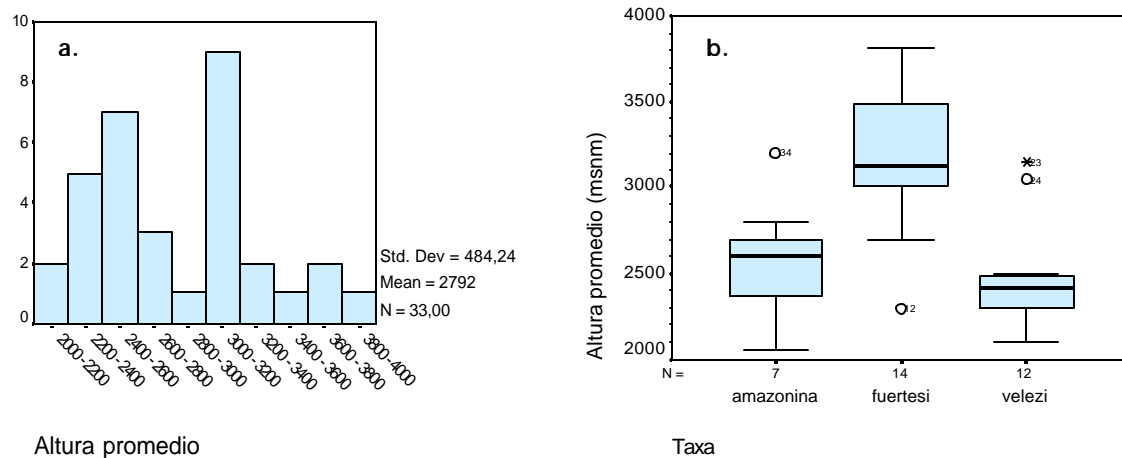 a.
10
8
6
4
2
0
Std. Dev = 484,24
Mean = 2792
N = 33,00
2000 - 2200
2200 - 2400
2400 - 2600
2600 - 2800
2800 - 3000
3000 - 3200
3200 - 3400
3400 - 3600
3600 - 3800
3800 - 4000
Altura promedio
b.
Altura promedio (msnm)
4000
3500
3000
2500
2000
34
12
23
24
N = 7 14 12
amazonina fuertesi velezi
Taxa